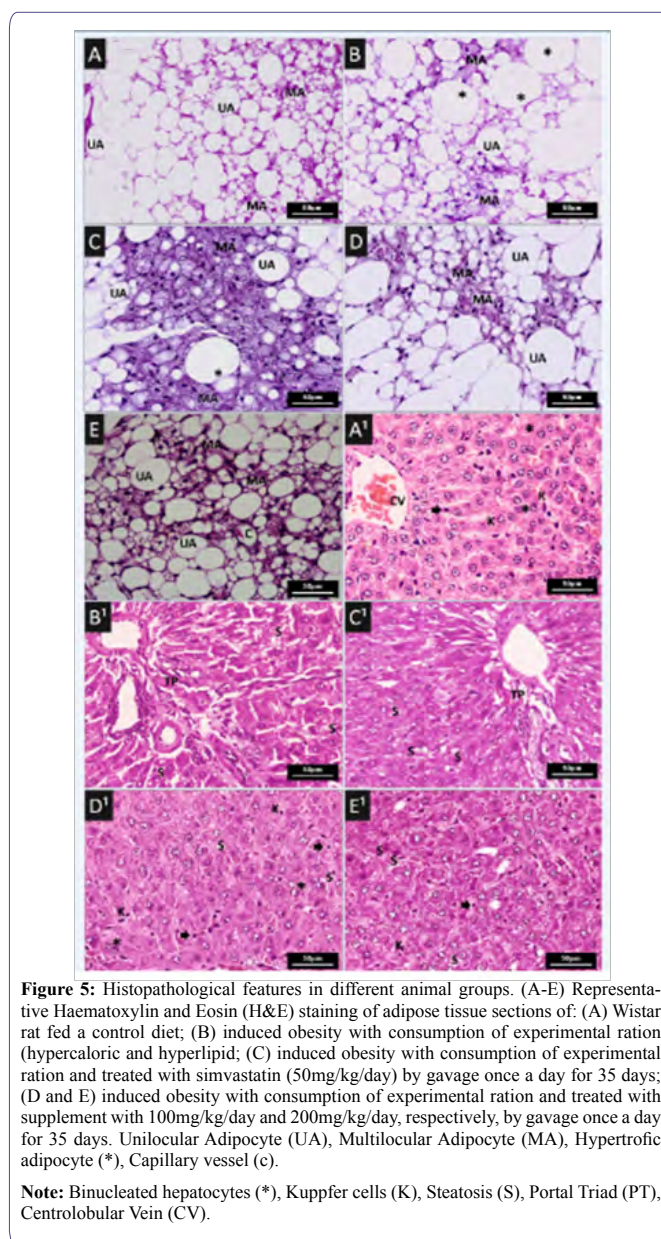 A
UA
MA
UA
MA
B
MA
*
*
*
UA
MA
C
MA
UA
UA
*
MA
D
UA
MA
MA
UA
E
MA
UA
MA
UA
C
50µm
A¹
*
K
CV
*
K
B¹
S
TP
S
S
C¹
TP
S
S
S
D¹
K
S
S
*
K
*
50µm
E¹
S
S
K
S
50µm
Figure 5: Histopathological features in different animal groups. (A-E) Representa-
tive Haematoxylin and Eosin (H&E) staining of adipose tissue sections of: (A) Wistar
rat fed a control diet; (B) induced obesity with consumption of experimental ration
(hypercaloric and hyperlipid; (C) induced obesity with consumption of experimental
ration and treated with simvastatin (50mg/kg/day) by gavage once a day for 35 days;
(D and E) induced obesity with consumption of experimental ration and treated with
supplement with 100mg/kg/day and 200mg/kg/day, respectively, by gavage once a day
for 35 days. Unilocular Adipocyte (UA), Multilocular Adipocyte (MA), Hypertrofic
adipocyte (*), Capillary vessel (c).
Note: Binucleated hepatocytes (*), Kuppfer cells (K), Steatosis (S), Portal Triad (PT),
Centrolobular Vein (CV).